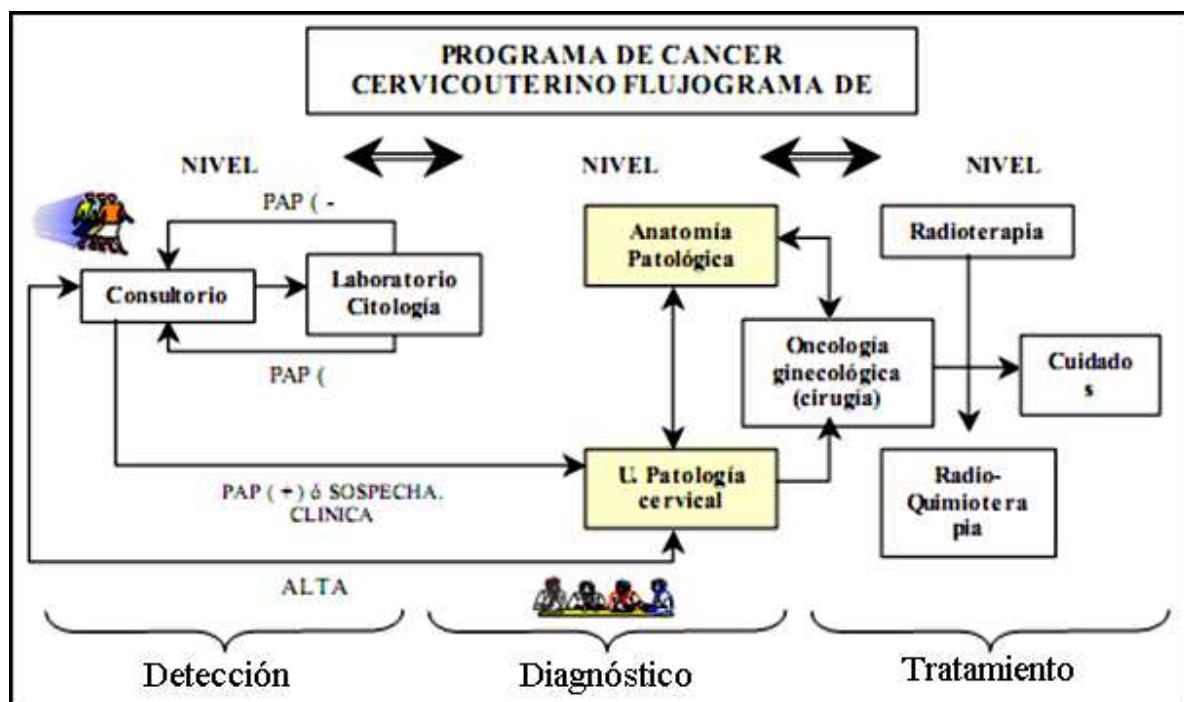 PROGRAMA DE CANCER
CERVICOUTERINO FLUJOGRAMA DE
NIVEL
NIVEL
NIVEL
PAP ( -
Consultorio
Laboratorio
Citología
PAP (
PAP ( + ) ó SOSPECHA.
CLINICA
ALTA
Anatomía
Patológica
U. Patología
cervical
Oncología
ginecológica
(cirugía)
Radioterapia
Cuidado
s
Radio-
Quimiotera
pia
Detección
Diagnóstico
Tratamiento